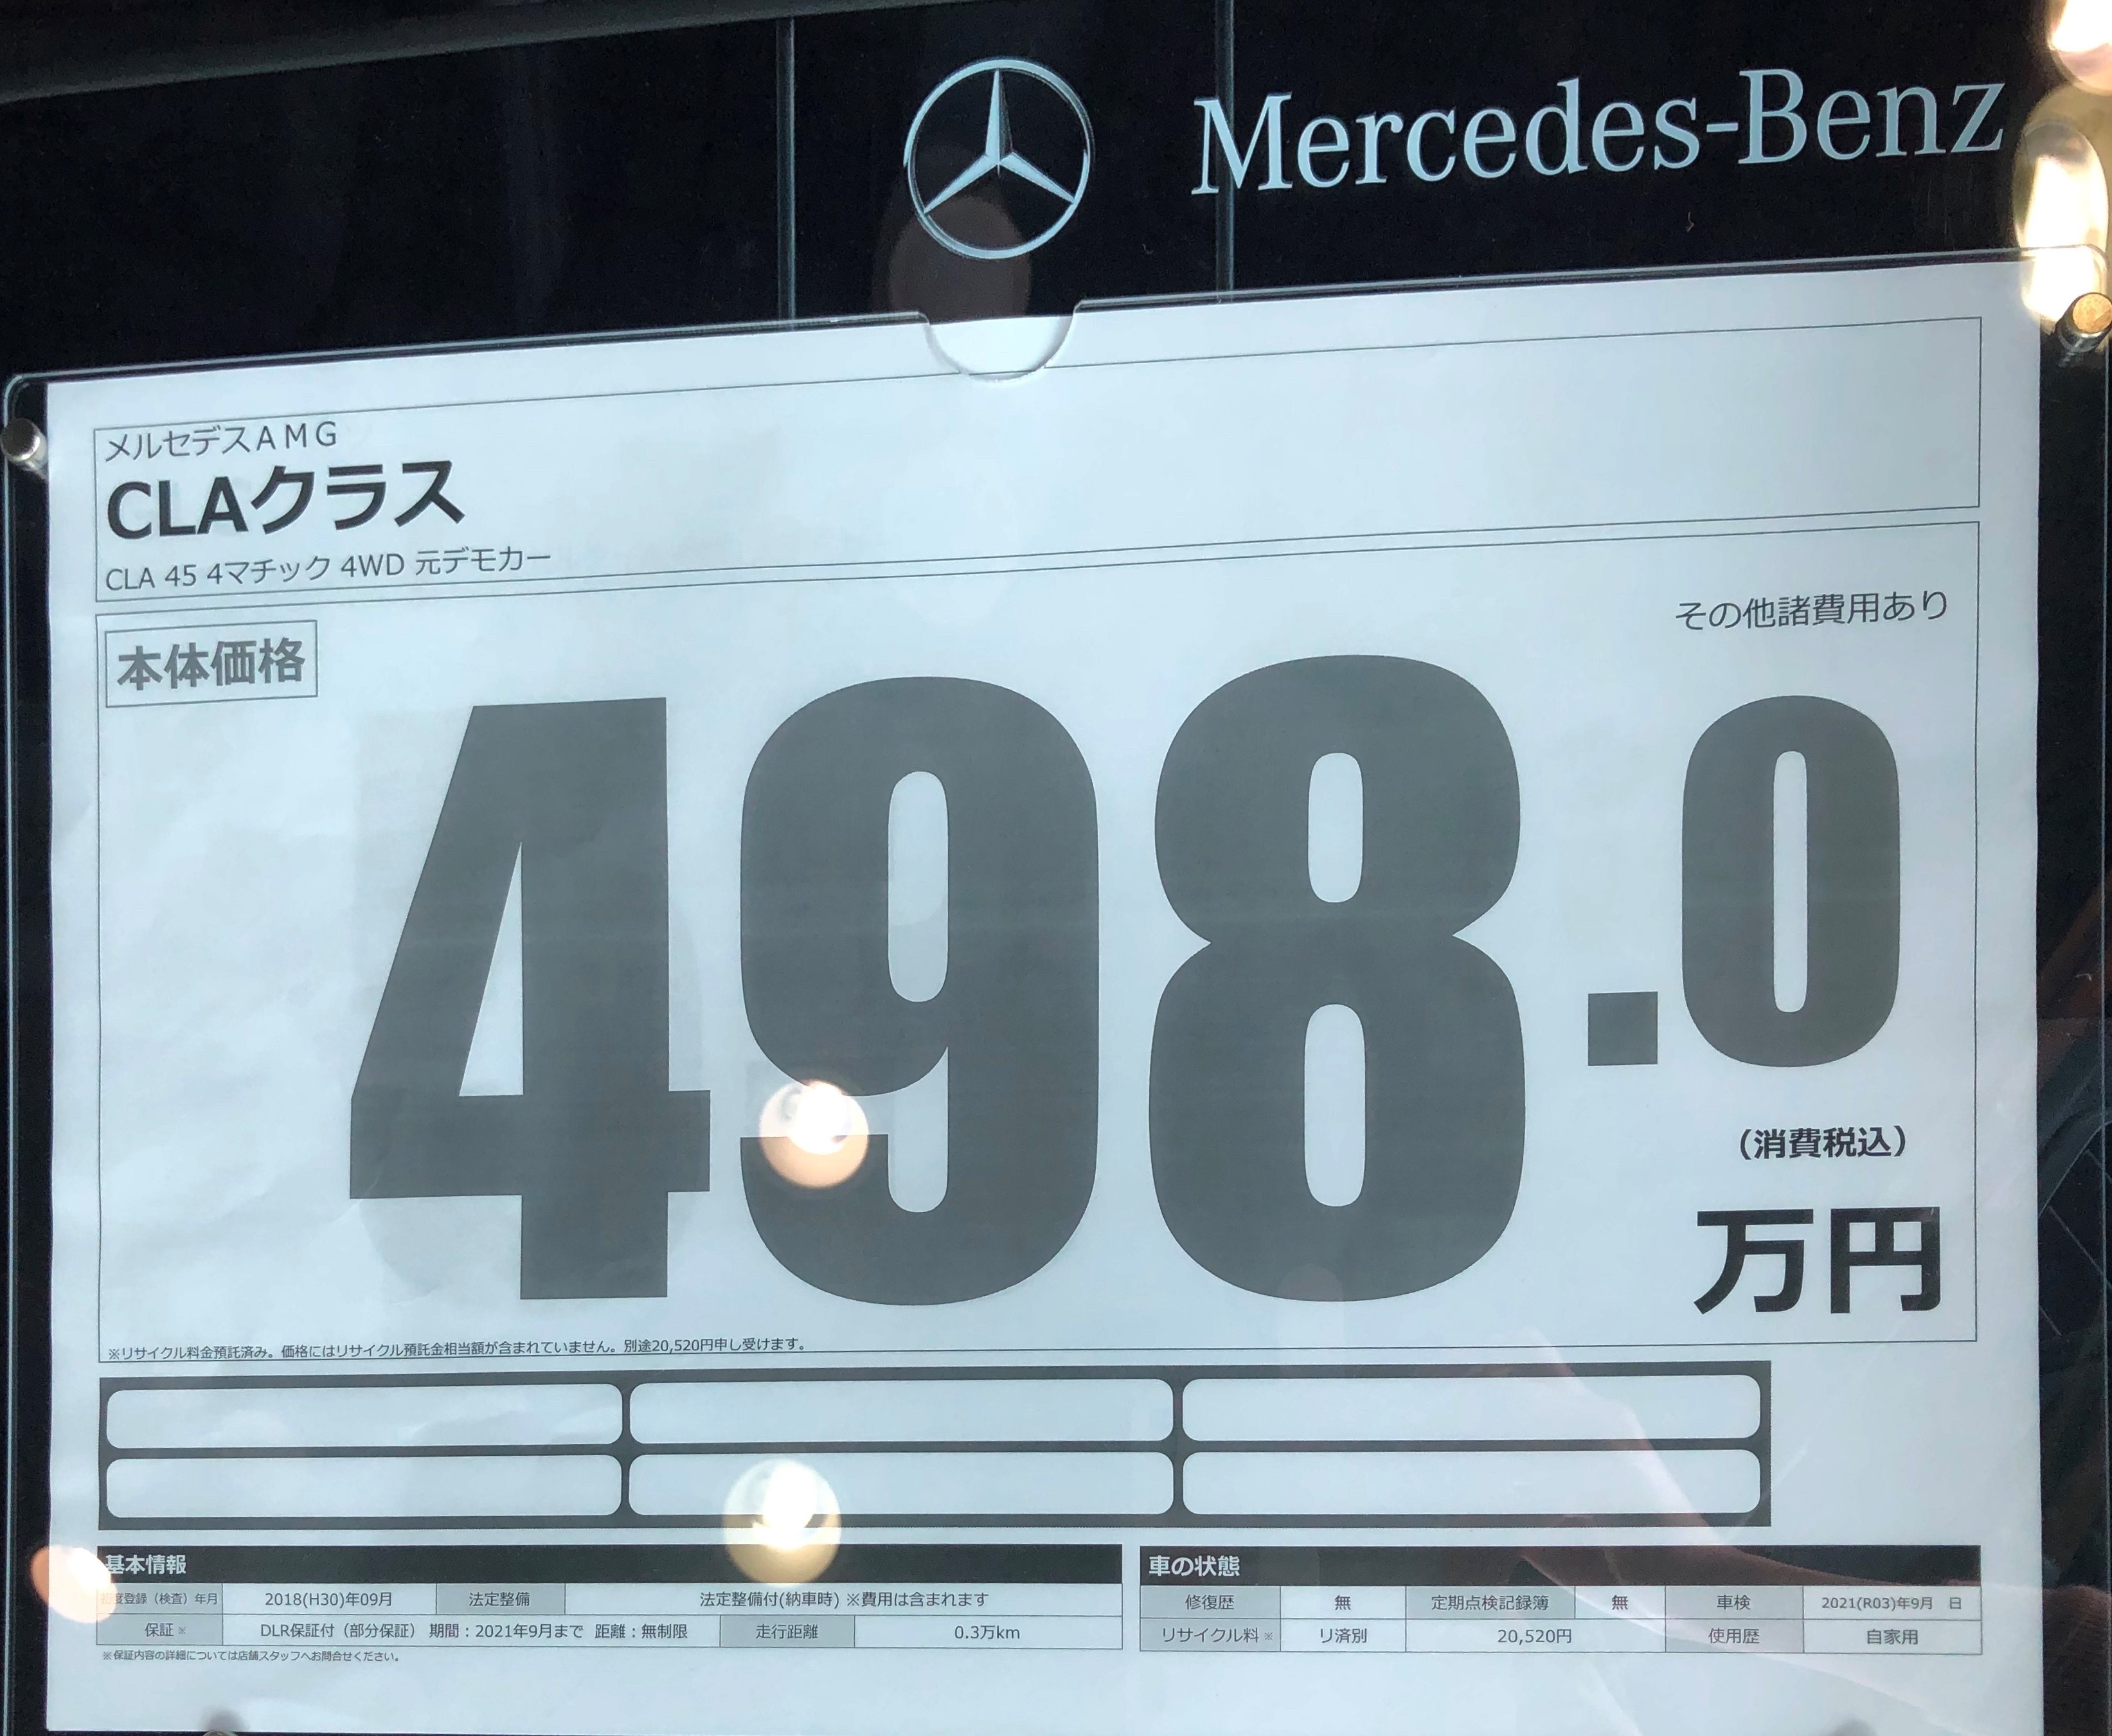 Mercedes-Benz
メルセデスAMG
CLAクラス
CLA 45 4マチック 4WD 元デモカー
本体価格
その他諸費用あり
498.0
(消費税込)
万円
※リサイクル料金預託済み。価格にはリサイクル預託金相当額が含まれていません。別途20,520円申し受けます。
基本情報
初度登録（検査）年月 2018(H30)年09月 法定整備 法定整備付(納車時) ※費用は含まれます
保証※ DLR保証付（部分保証） 期間：2021年9月まで 距離：無制限 走行距離 0.3万km
※保証内容の詳細については店舗スタッフへお問合せください。
車の状態
修復歴 無 定期点検記録簿 無 車検 2021(R03)年9月 日
リサイクル料※ リ済別 20,520円 使用歴 自家用